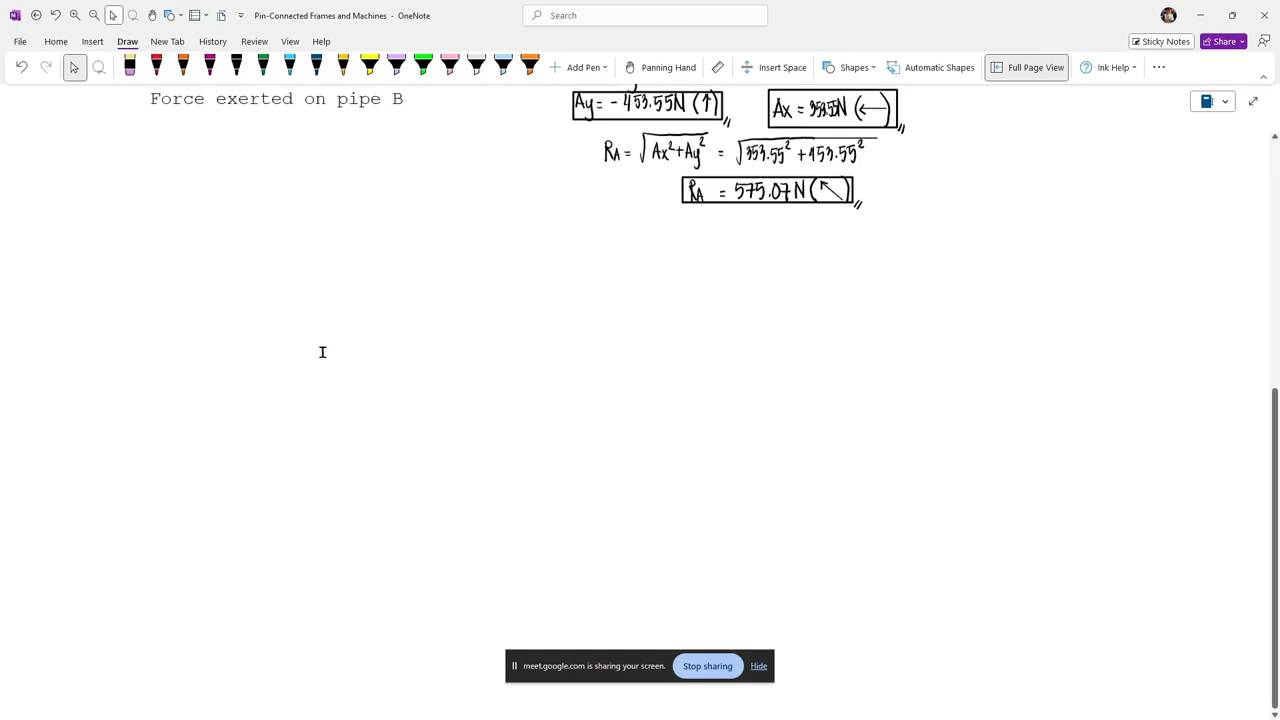 Pin-Connected Frames and Machines - OneNote
Search
File Home Insert Draw New Tab History Review View Help
Sticky Notes Share
Add Pen Panning Hand Insert Space Shapes Automatic Shapes Full Page View Ink Help
Force exerted on pipe B
Ay = - 453.55N (↑) Ax = 353.55N (←)
RA = √Ax²+Ay² = √353.55² + 453.55²
RA = 575.07 N (↖)
meet.google.com is sharing your screen. Stop sharing Hide